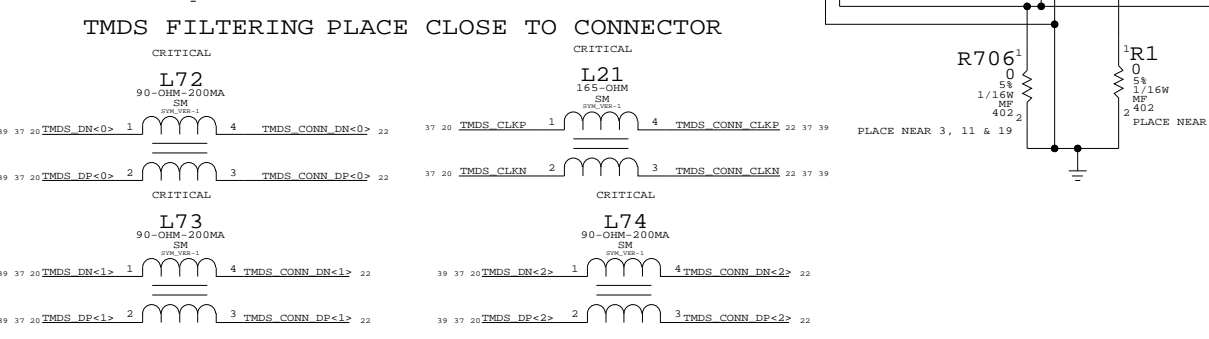 TMDS FILTERING PLACE CLOSE TO CONNECTOR
CRITICAL
L72
90-OHM-200MA
SM
SYM_VER-1
39 37 20 TMDS_DN<0> 1 4 TMDS_CONN_DN<0> 22
39 37 20 TMDS_DP<0> 2 3 TMDS_CONN_DP<0> 22
CRITICAL
L21
165-OHM
SM
SYM_VER-1
37 20 TMDS_CLKP 1 4 TMDS_CONN_CLKP 22 37 39
37 20 TMDS_CLKN 2 3 TMDS_CONN_CLKN 22 37 39
CRITICAL
L73
90-OHM-200MA
SM
SYM_VER-1
39 37 20 TMDS_DN<1> 1 4 TMDS_CONN_DN<1> 22
39 37 20 TMDS_DP<1> 2 3 TMDS_CONN_DP<1> 22
CRITICAL
L74
90-OHM-200MA
SM
SYM_VER-1
39 37 20 TMDS_DN<2> 1 4 TMDS_CONN_DN<2> 22
39 37 20 TMDS_DP<2> 2 3 TMDS_CONN_DP<2> 22
R706 1
0
5%
1/16W
MF
402 2
PLACE NEAR 3, 11 & 19
1 R1
0
5%
1/16W
MF
402
2 PLACE NEAR